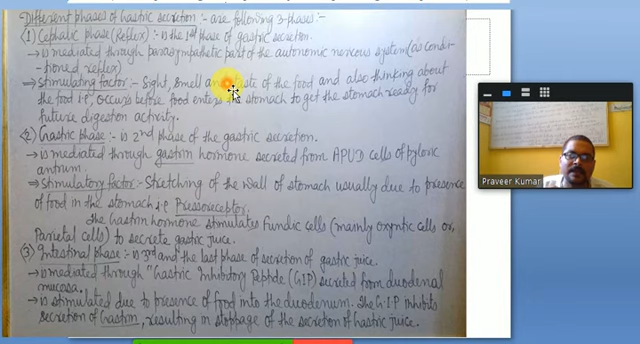 Different phases of Gastric secretion :- are following 3-phases :-
(1) Cephalic phase (Reflux) :- is the 1st phase of gastric secretion.
→ is mediated through parasympathetic part of the autonomic nervous system (as condi-
-tioned reflux)
⇒ Stimulating factor :- Sight, Smell and taste of the food and also thinking about
the food i.e, occurs before food enters the stomach to get the stomach ready for
future digestion activity.
(2) Gastric phase :- is 2nd phase of the gastric secretion.
→ is mediated through gastrin hormone secreted from APUD cells of pyloric
antrum.
⇒ Stimulatory factor :- Stretching of the wall of stomach usually due to presence
of food in the stomach i.e Pressoreceptor.
The Gastrin hormone stimulates Fundic cells (mainly oxyntic cells or,
Parietal cells) to secrete gastric juice.
(3) Intestinal phase :- is 3rd and the last phase of secretion of gastric juice.
→ is mediated through "Gastric Inhibitory Peptide (GIP) secreted from duodenal
mucosa.
→ is stimulated due to presence of food into the duodenum. The G.I.P inhibits
secretion of Gastrin, resulting in stoppage of the secretion of Gastric juice.
Praveer Kumar